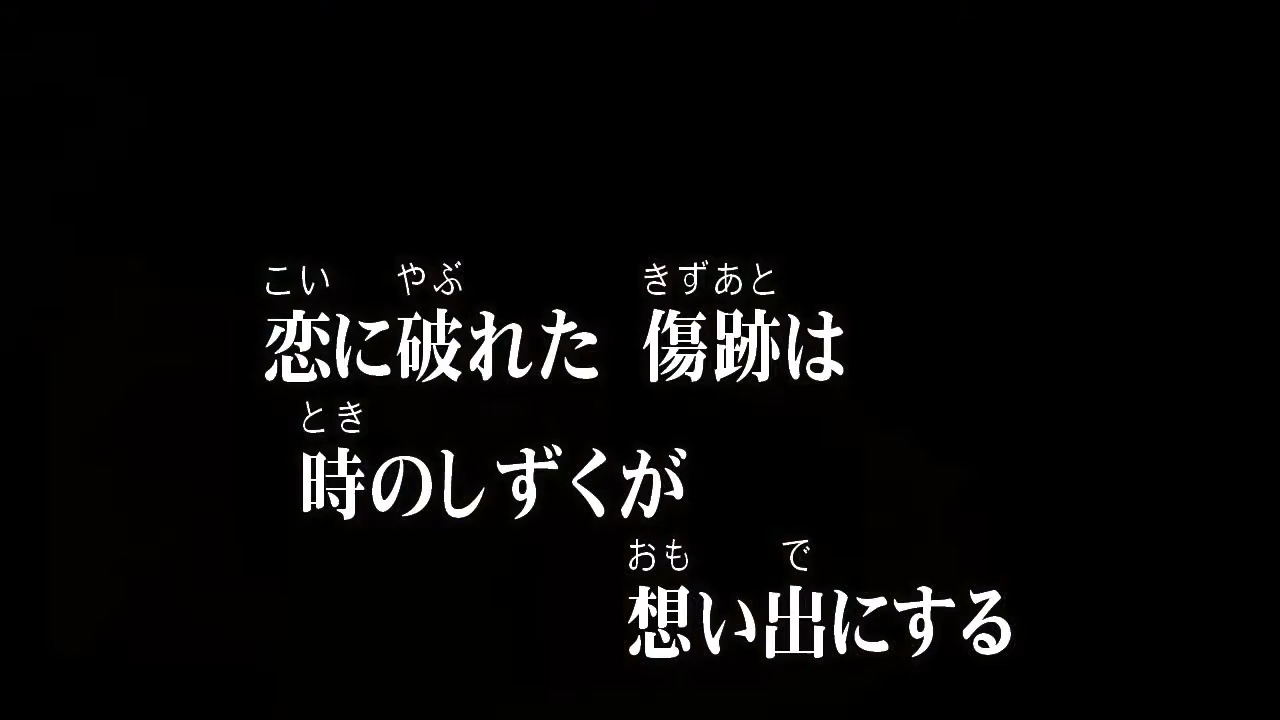 こい やぶ きずあと
恋に破れた 傷跡は
とき
時のしずくが
おも で
想い出にする